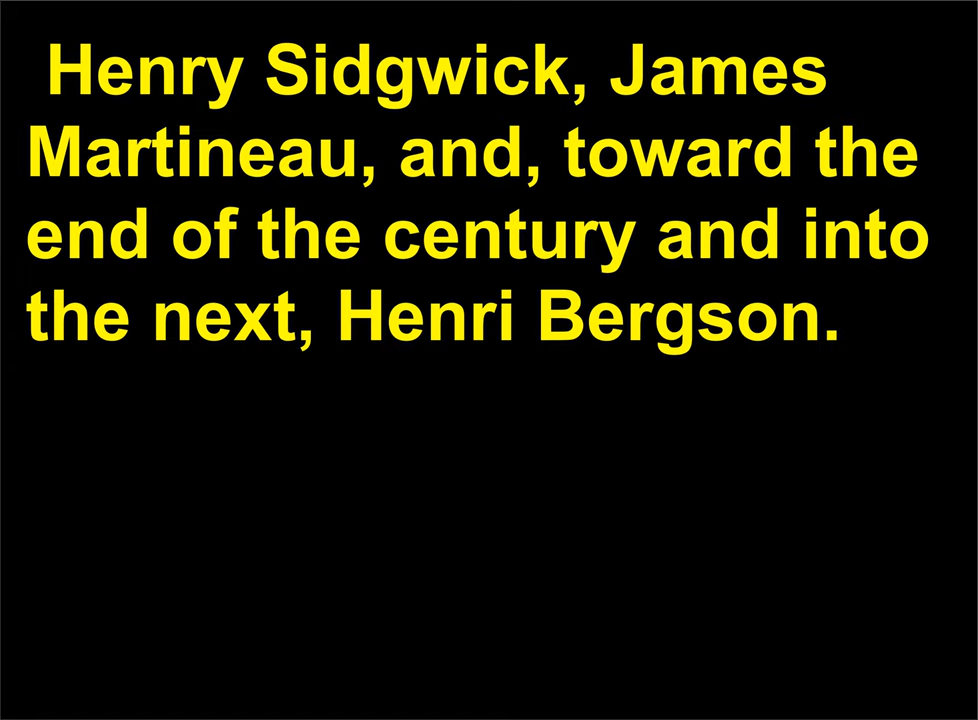 Henry Sidgwick, James
Martineau, and, toward the
end of the century and into
the next, Henri Bergson.